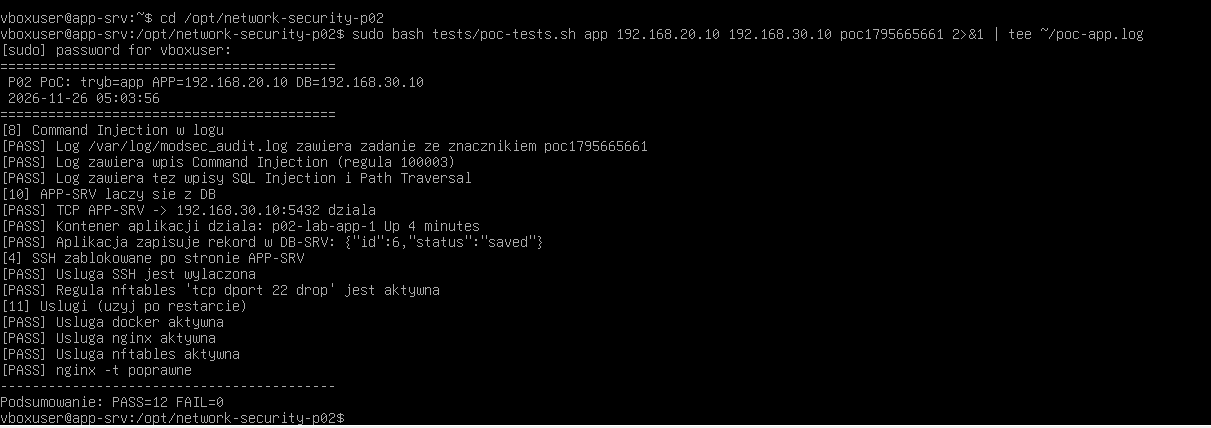 vboxuser@app-srv:~$ cd /opt/network-security-p02
vboxuser@app-srv:/opt/network-security-p02$ sudo bash tests/poc-tests.sh app 192.168.20.10 192.168.30.10 poc1795665661 2>&1 | tee ~/poc-app.log
[sudo] password for vboxuser:
==========================================
 P02 PoC: tryb=app APP=192.168.20.10 DB=192.168.30.10
 2026-11-26 05:03:56
==========================================
[8] Command Injection w logu
[PASS] Log /var/log/modsec_audit.log zawiera zadanie ze znacznikiem poc1795665661
[PASS] Log zawiera wpis Command Injection (regula 100003)
[PASS] Log zawiera tez wpisy SQL Injection i Path Traversal
[10] APP-SRV laczy sie z DB
[PASS] TCP APP-SRV -> 192.168.30.10:5432 dziala
[PASS] Kontener aplikacji dziala: p02-lab-app-1 Up 4 minutes
[PASS] Aplikacja zapisuje rekord w DB-SRV: {"id":6,"status":"saved"}
[4] SSH zablokowane po stronie APP-SRV
[PASS] Usluga SSH jest wylaczona
[PASS] Regula nftables 'tcp dport 22 drop' jest aktywna
[11] Uslugi (uzyj po restarcie)
[PASS] Usluga docker aktywna
[PASS] Usluga nginx aktywna
[PASS] Usluga nftables aktywna
[PASS] nginx -t poprawne
------------------------------------------
Podsumowanie: PASS=12 FAIL=0
vboxuser@app-srv:/opt/network-security-p02$